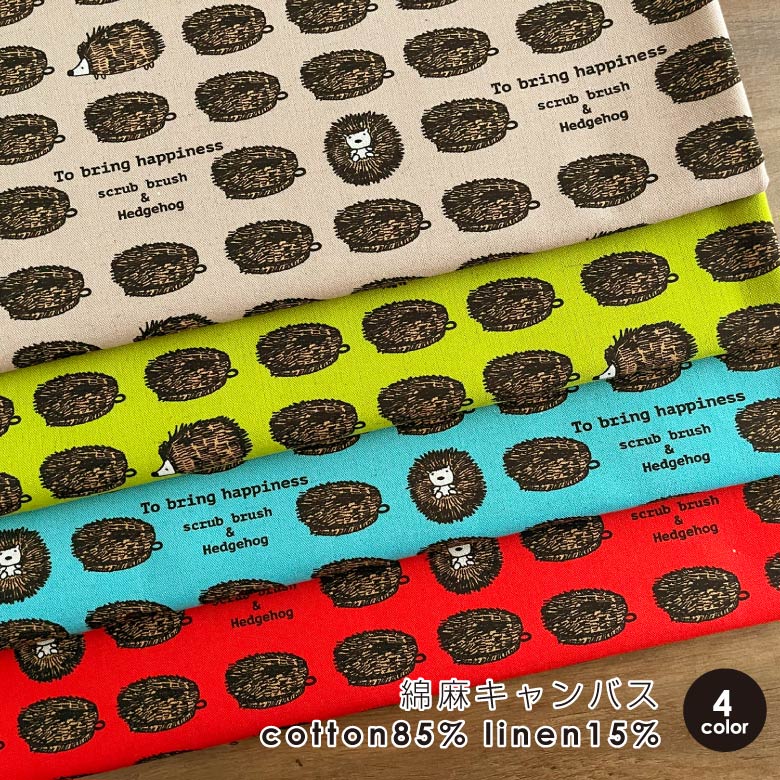 To bring happiness
scrub brush
&
Hedgehog
To bring happiness
scrub brush
&
Hedgehog
To bring happiness
scrub brush
&
Hedgehog
To bring happiness
scrub brush
&
Hedgehog
scrub brush
&
Hedgehog
scrub brush
&
Hedgehog
綿麻キャンバス
cotton85% linen15%
4
color